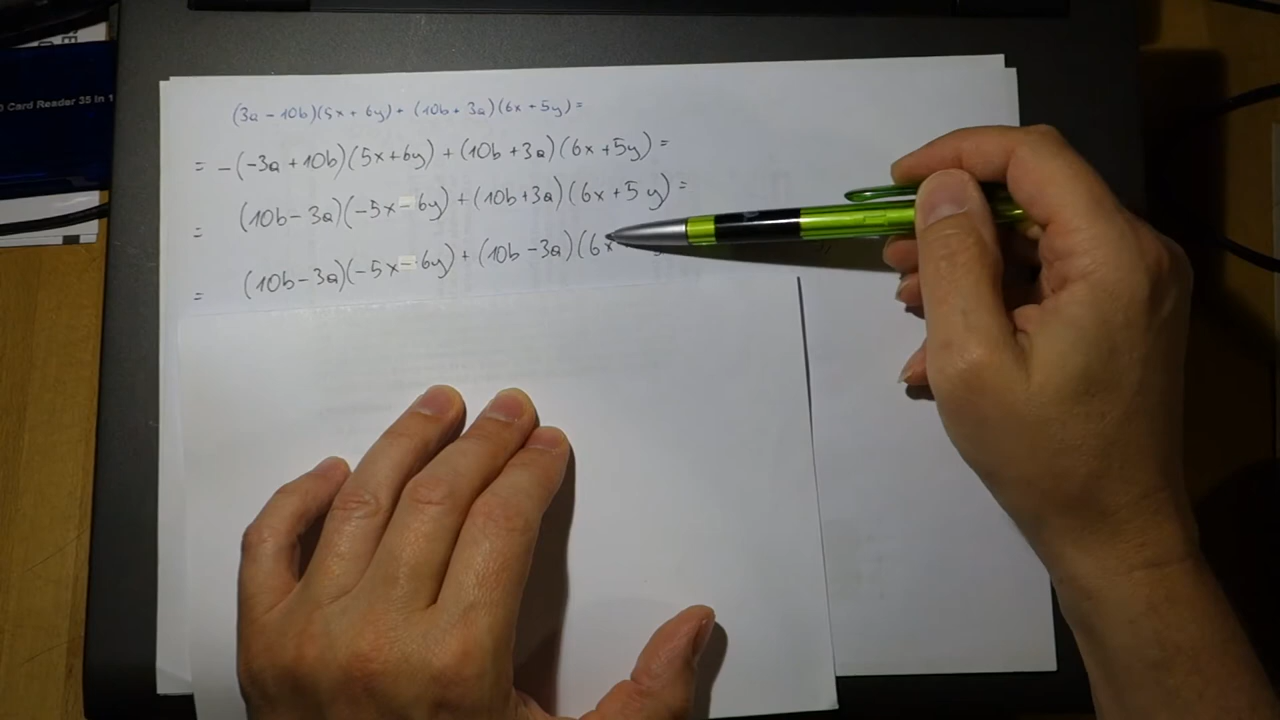 Card Reader 35 in 1
(3a - 10b)(5x + 6y) + (10b + 3a)(6x + 5y) =
= -(-3a + 10b)(5x + 6y) + (10b + 3a)(6x + 5y) =
= (10b - 3a)(-5x - 6y) + (10b + 3a)(6x + 5y) =
= (10b - 3a)(-5x - 6y) + (10b - 3a)(6x